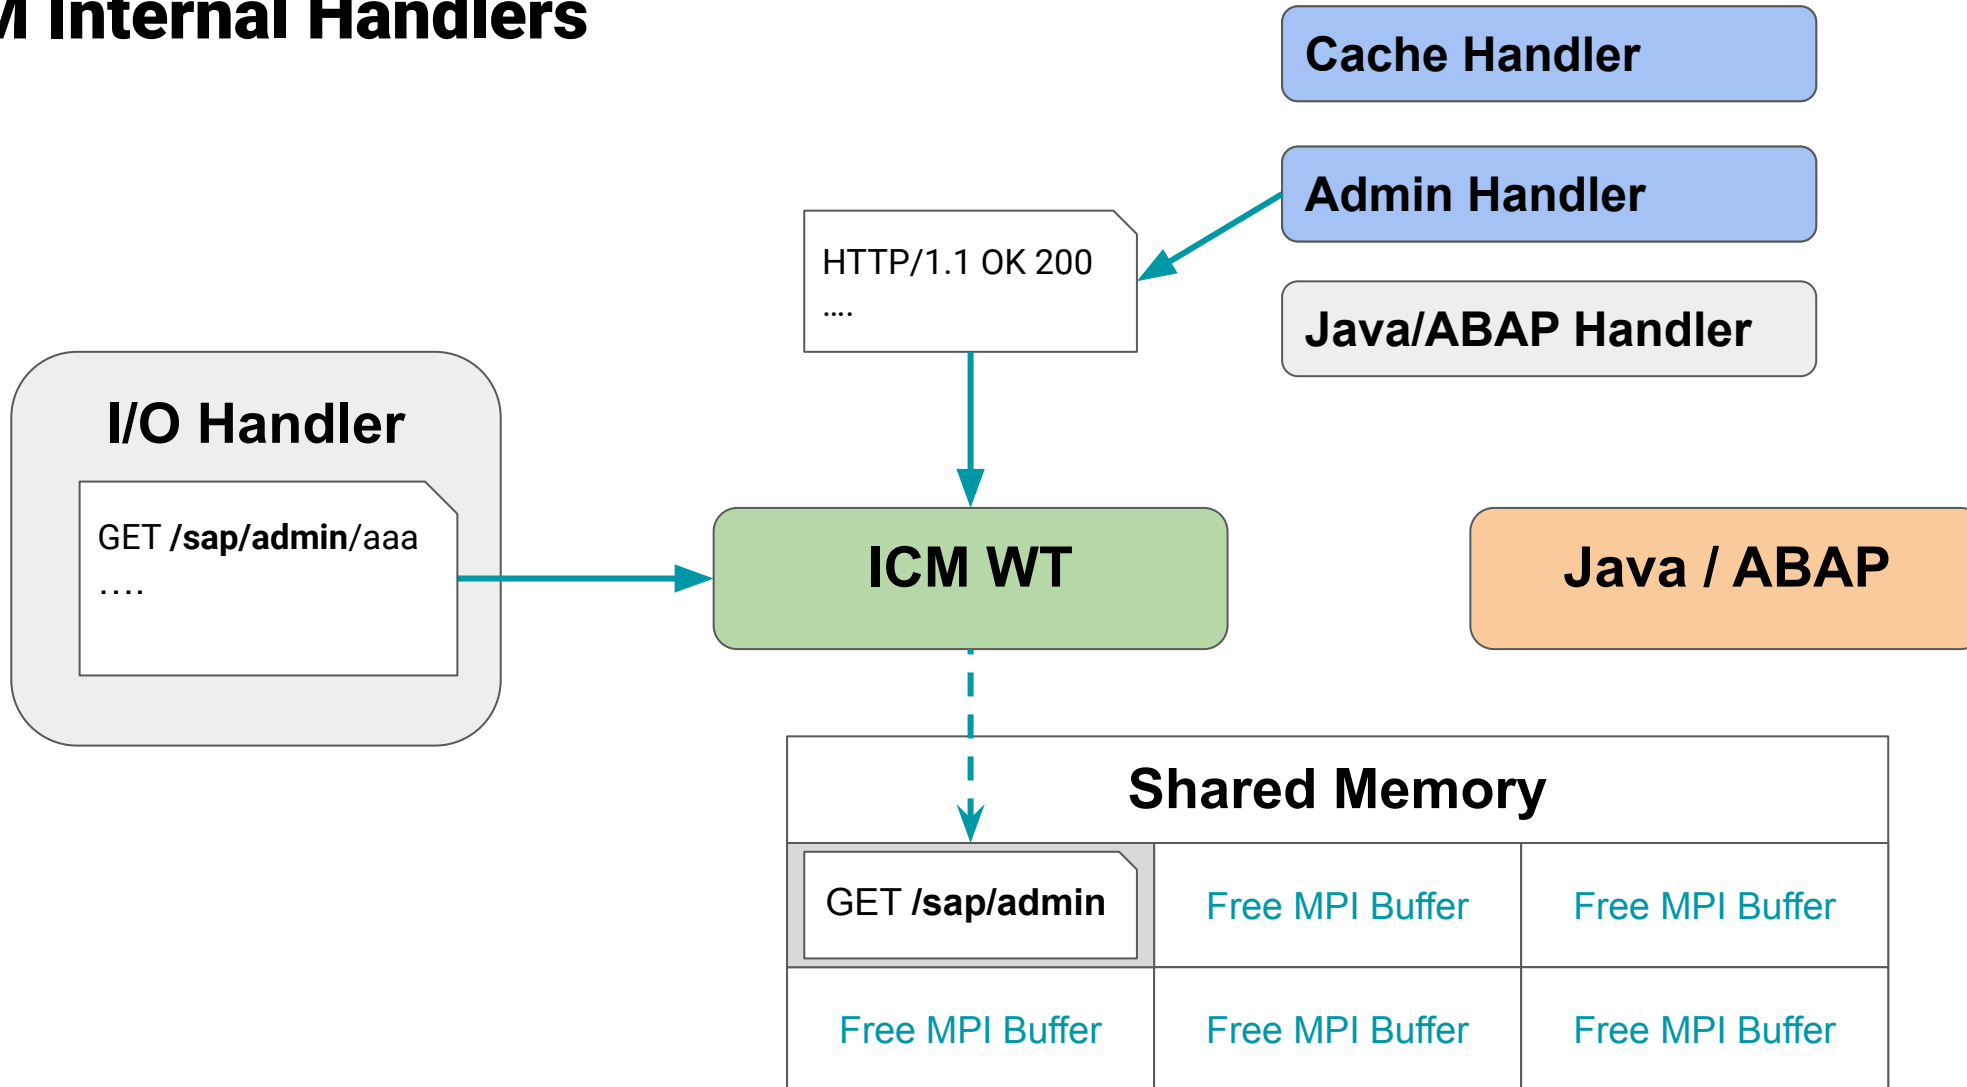 M Internal Handlers
Cache Handler
Admin Handler
HTTP/1.1 OK 200
....
Java/ABAP Handler
I/O Handler
GET /sap/admin/aaa
....
ICM WT
Java / ABAP
Shared Memory
GET /sap/admin
Free MPI Buffer
Free MPI Buffer
Free MPI Buffer
Free MPI Buffer
Free MPI Buffer